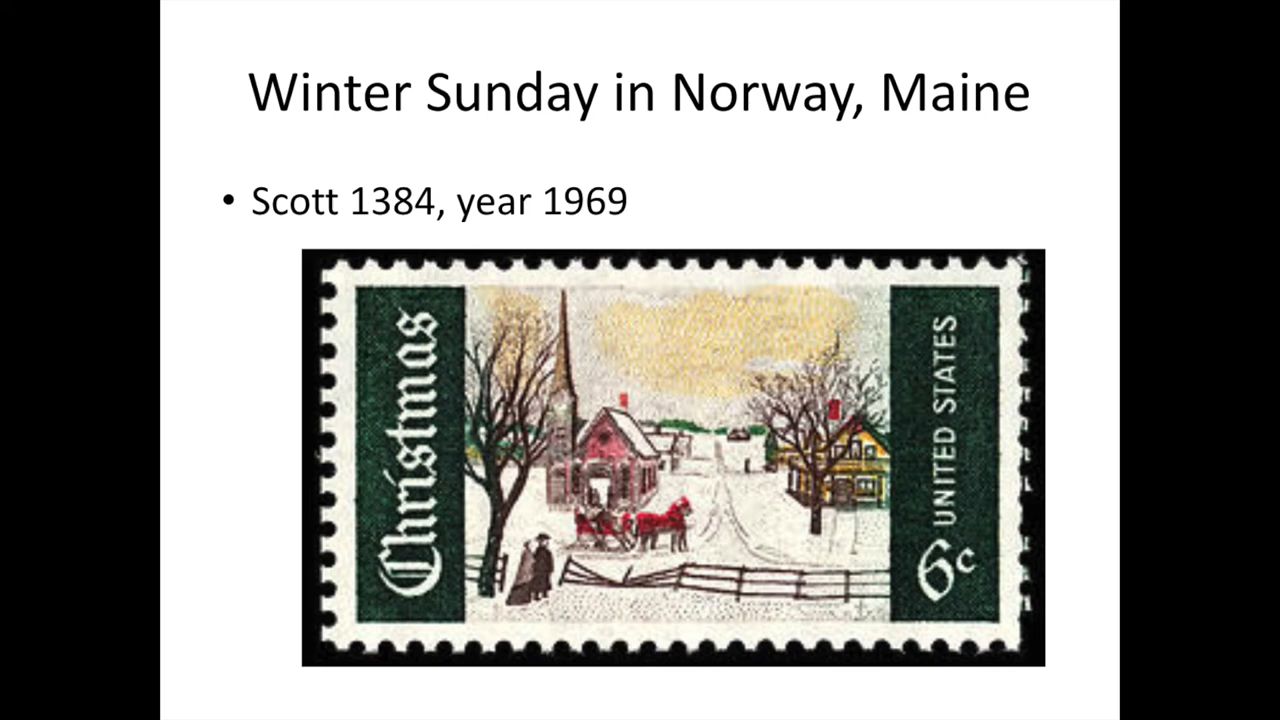 Winter Sunday in Norway, Maine
• Scott 1384, year 1969
Christmas
6c UNITED STATES